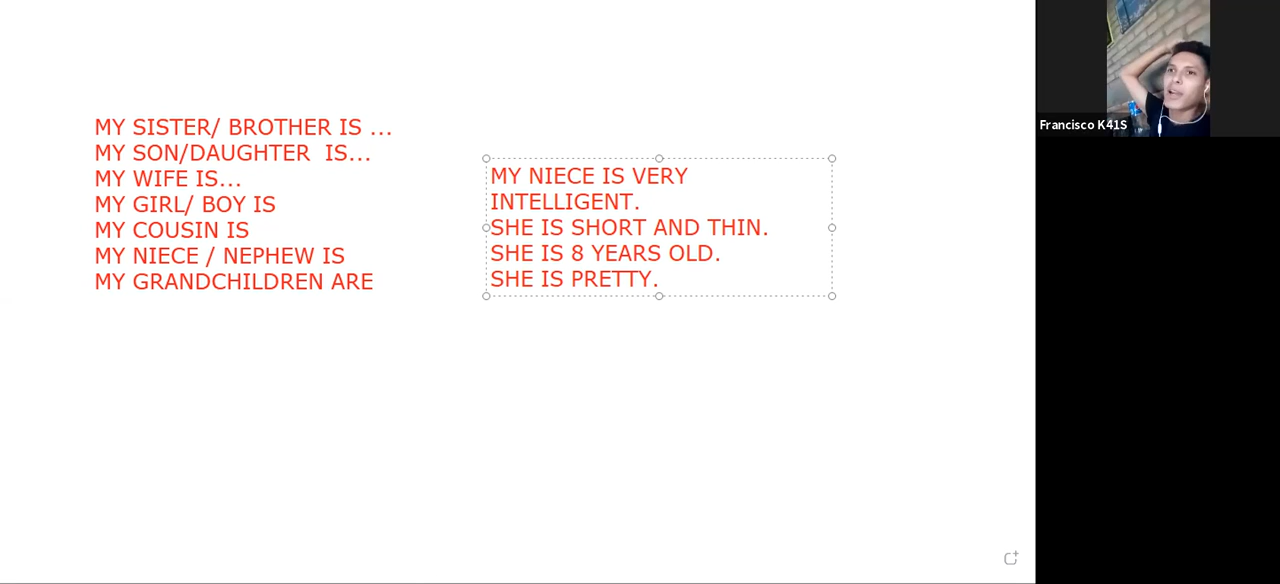 MY SISTER/ BROTHER IS ...
MY SON/DAUGHTER  IS...
MY WIFE IS...
MY GIRL/ BOY IS
MY COUSIN IS
MY NIECE / NEPHEW IS
MY GRANDCHILDREN ARE
MY NIECE IS VERY
INTELLIGENT.
SHE IS SHORT AND THIN.
SHE IS 8 YEARS OLD.
SHE IS PRETTY.
Francisco K41S